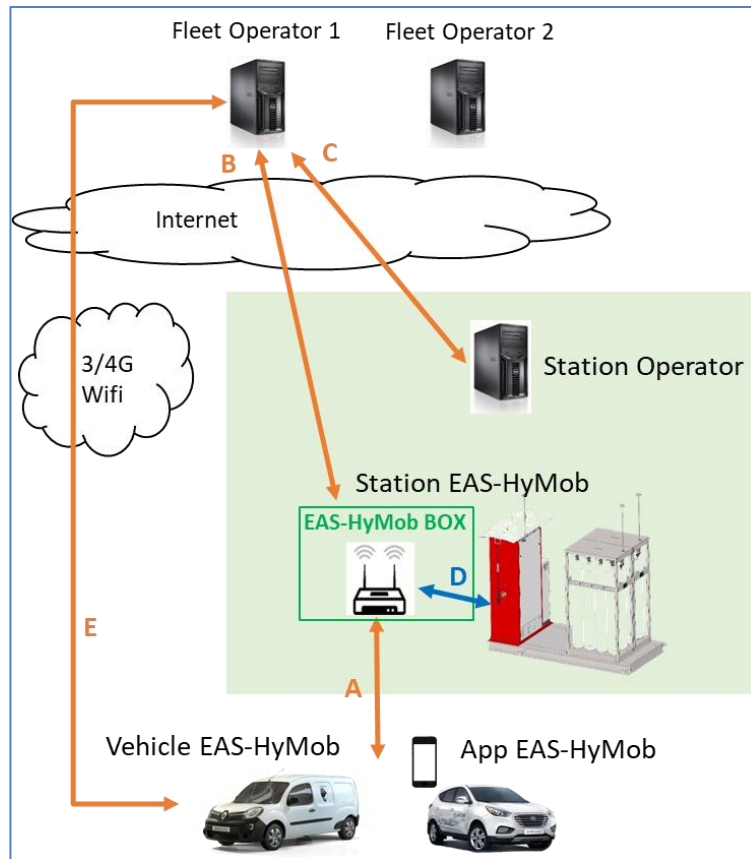 Fleet Operator 1
Fleet Operator 2
B
C
Internet
3/4G
Wifi
Station Operator
Station EAS-HyMob
EAS-HyMob BOX
D
E
A
Vehicle EAS-HyMob
App EAS-HyMob